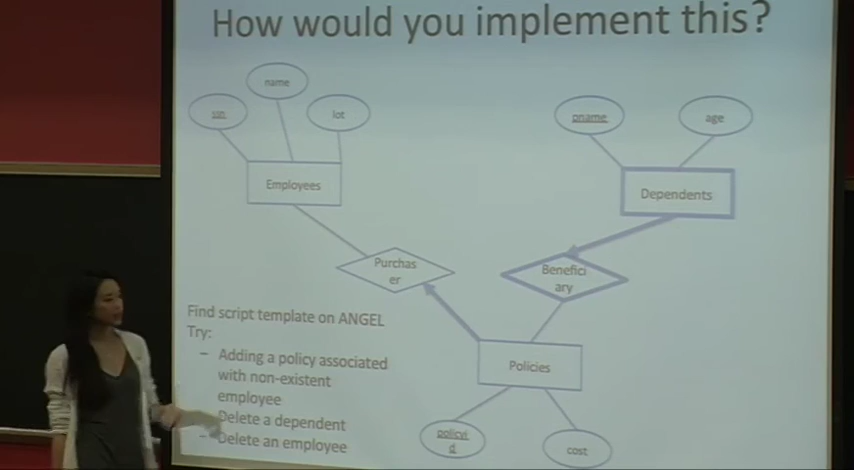 How would you implement this?
name
ssn
lot
pname
age
Employees
Dependents
Purchas
er
Benefici
ary
Find script template on ANGEL
Try:
– Adding a policy associated
with non-existent
employee
Delete a dependent
– Delete an employee
Policies
policyi
d
cost